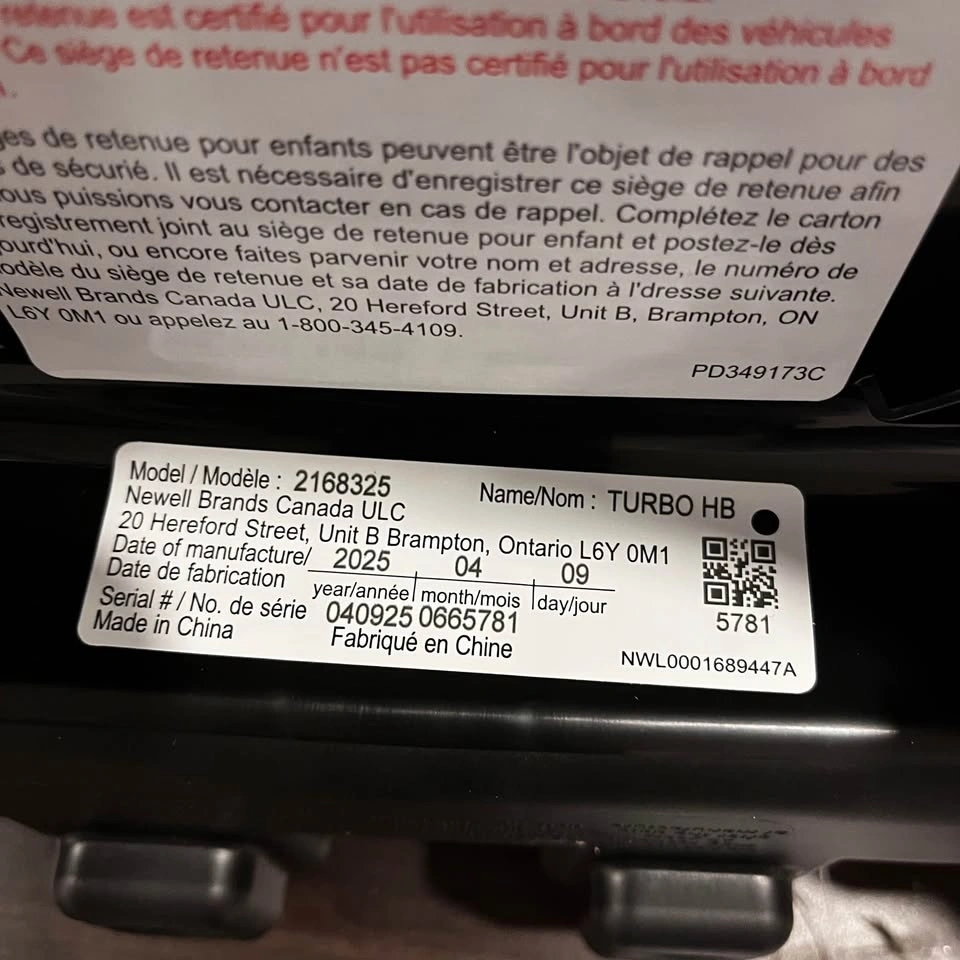 retenue est certifié pour l'utilisation à bord des véhicules
Ce siège de retenue n'est pas certifié pour l'utilisation à bord
de retenue pour enfants peuvent être l'objet de rappel pour des
de sécurié. Il est nécessaire d'enregistrer ce siège de retenue afin
puissions vous contacter en cas de rappel. Complétez le carton
registrement joint au siège de retenue pour enfant et postez-le dès
ourd'hui, ou encore faites parvenir votre nom et adresse, le numéro de
odèle du siège de retenue et sa date de fabrication à l'dresse suivante.
Newell Brands Canada ULC, 20 Hereford Street, Unit B, Brampton, ON
L6Y 0M1 ou appelez au 1-800-345-4109.
PD349173C
Model / Modèle : 2168325 Name/Nom : TURBO HB
Newell Brands Canada ULC
20 Hereford Street, Unit B Brampton, Ontario L6Y 0M1
Date of manufacture/ 2025 04 09
Date de fabrication year/année month/mois day/jour
Serial # / No. de série 040925 0665781 5781
Made in China Fabriqué en Chine NWL0001689447A